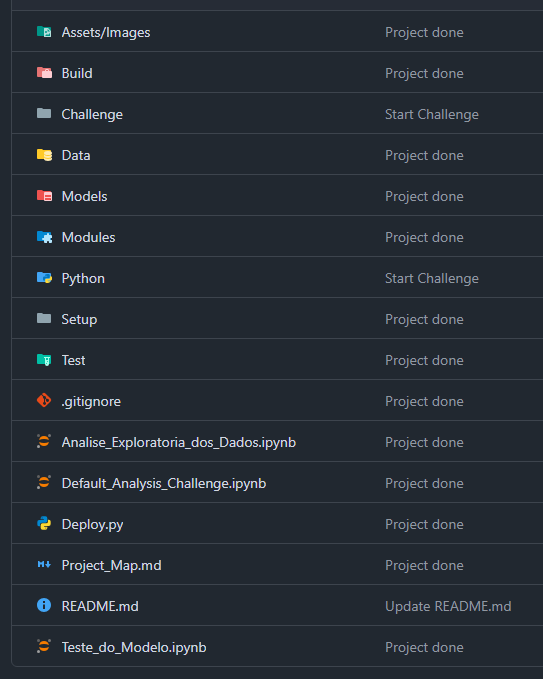 Assets/Images Project done
Build Project done
Challenge Start Challenge
Data Project done
Models Project done
Modules Project done
Python Start Challenge
Setup Project done
Test Project done
.gitignore Project done
Analise_Exploratoria_dos_Dados.ipynb Project done
Default_Analysis_Challenge.ipynb Project done
Deploy.py Project done
Project_Map.md Project done
README.md Update README.md
Teste_do_Modelo.ipynb Project done